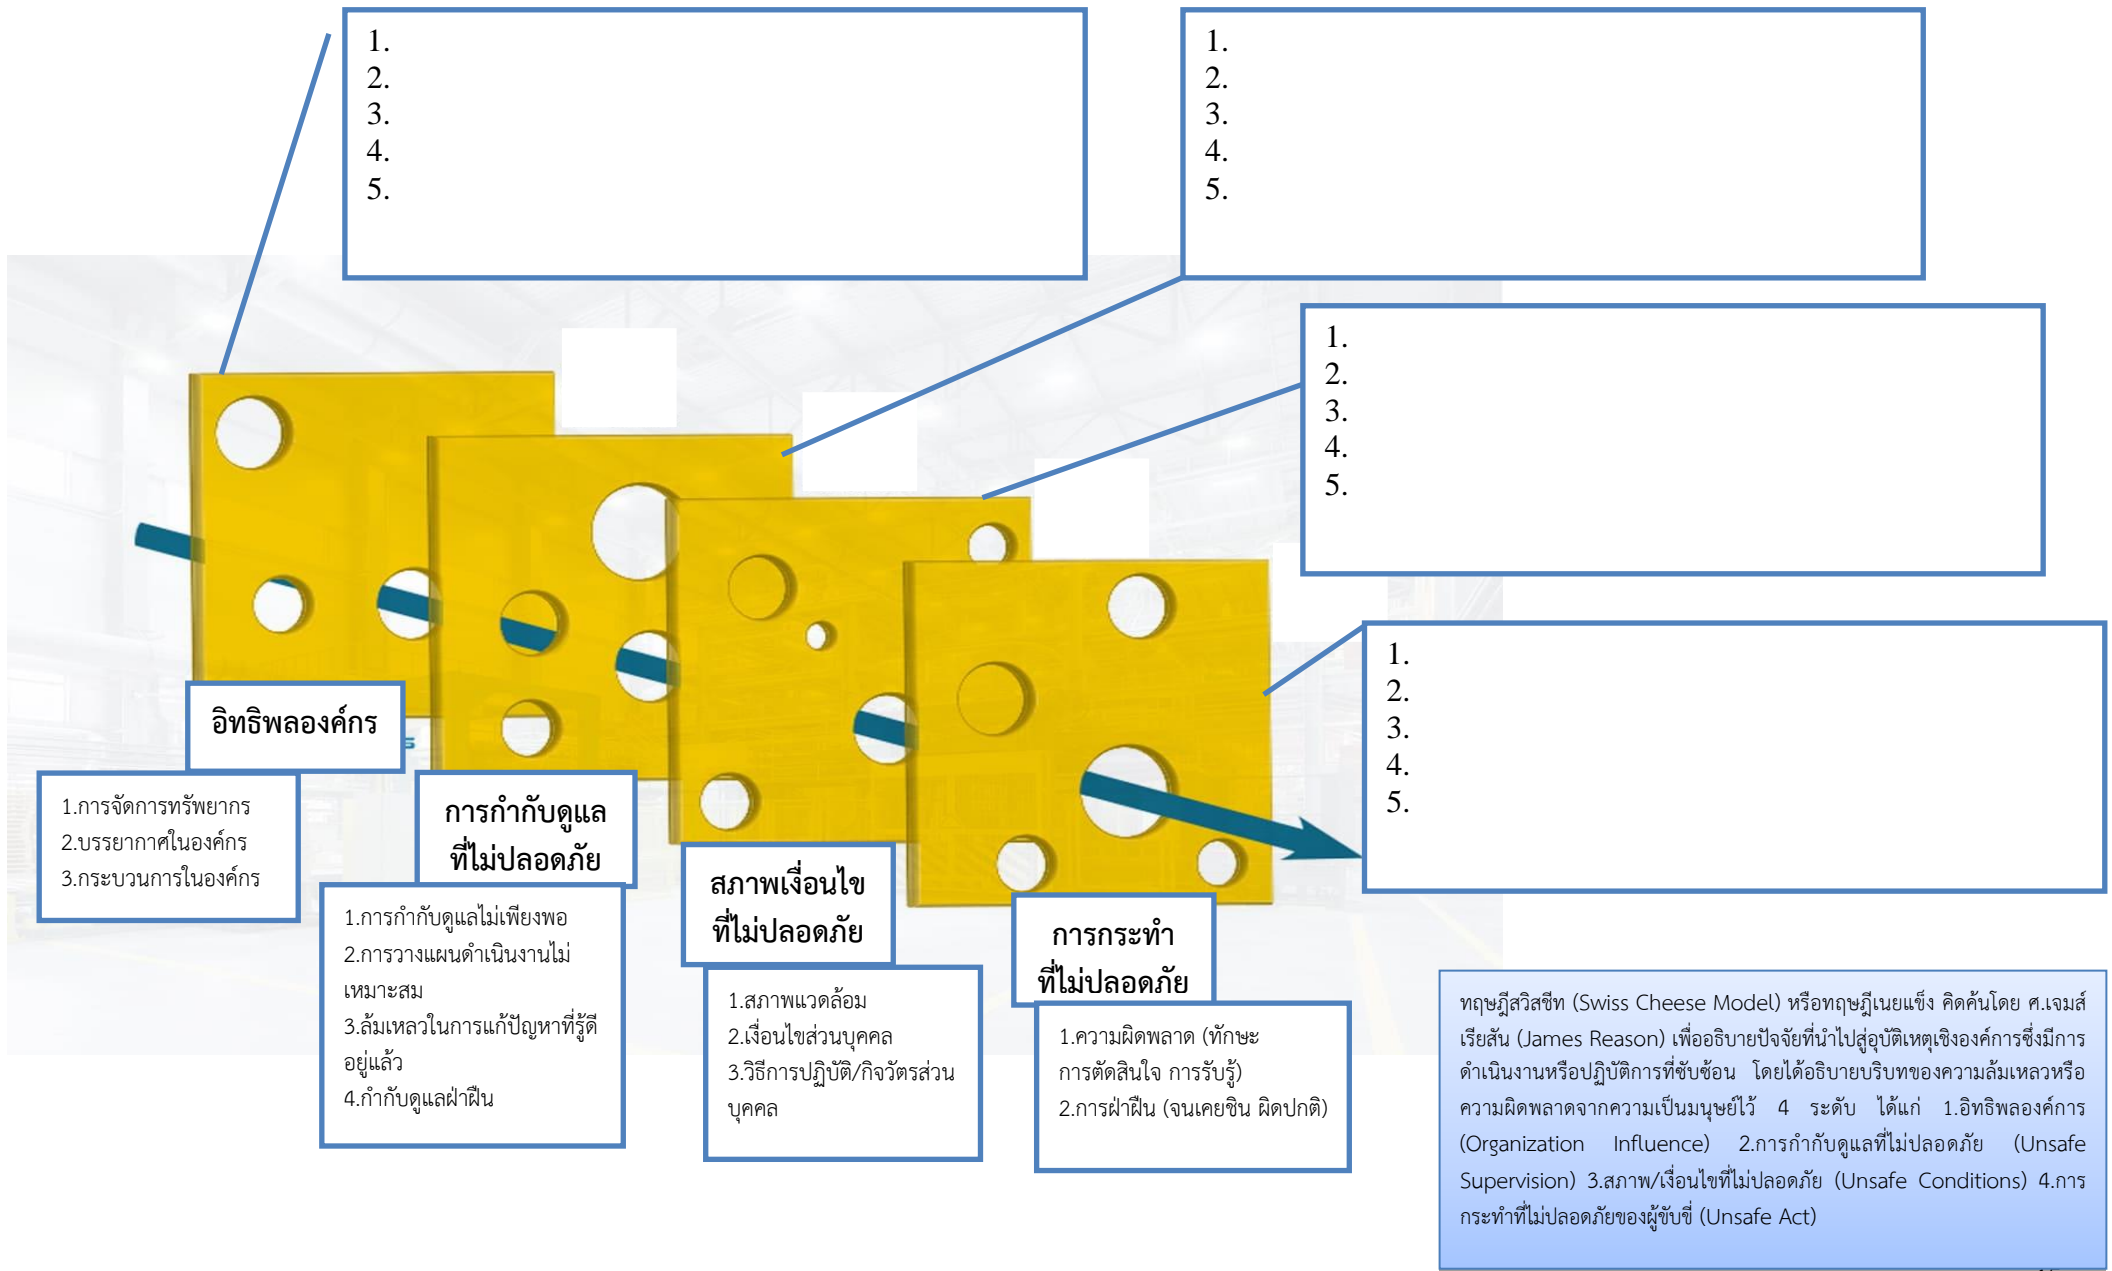 1.
2.
3.
4.
5.
1.
2.
3.
4.
5.
1.
2.
3.
4.
5.
1.
2.
3.
4.
5.
อิทธิพลองค์กร
1.การจัดการทรัพยากร
2.บรรยากาศในองค์กร
3.กระบวนการในองค์กร
การกำกับดูแล
ที่ไม่ปลอดภัย
1.การกำกับดูแลไม่เพียงพอ
2.การวางแผนดำเนินงานไม่
เหมาะสม
3.ล้มเหลวในการแก้ปัญหาที่รู้ดี
อยู่แล้ว
4.กำกับดูแลฝ่าฝืน
สภาพเงื่อนไข
ที่ไม่ปลอดภัย
1.สภาพแวดล้อม
2.เงื่อนไขส่วนบุคคล
3.วิธีการปฏิบัติ/กิจวัตรส่วน
บุคคล
การกระทำ
ที่ไม่ปลอดภัย
1.ความผิดพลาด (ทักษะ
การตัดสินใจ การรับรู้)
2.การฝ่าฝืน (จนเคยชิน ผิดปกติ)
ทฤษฎีสวิสชีท (Swiss Cheese Model) หรือทฤษฎีเนยแข็ง คิดค้นโดย ศ.เจมส์
เรียสัน (James Reason) เพื่ออธิบายปัจจัยที่นำไปสู่อุบัติเหตุเชิงองค์การซึ่งมีการ
ดำเนินงานหรือปฏิบัติการที่ซับซ้อน โดยได้อธิบายบริบทของความล้มเหลวหรือ
ความผิดพลาดจากความเป็นมนุษย์ไว้ 4 ระดับ ได้แก่ 1.อิทธิพลองค์การ
(Organization Influence) 2.การกำกับดูแลที่ไม่ปลอดภัย (Unsafe
Supervision) 3.สภาพ/เงื่อนไขที่ไม่ปลอดภัย (Unsafe Conditions) 4.การ
กระทำที่ไม่ปลอดภัยของผู้ขับขี่ (Unsafe Act)